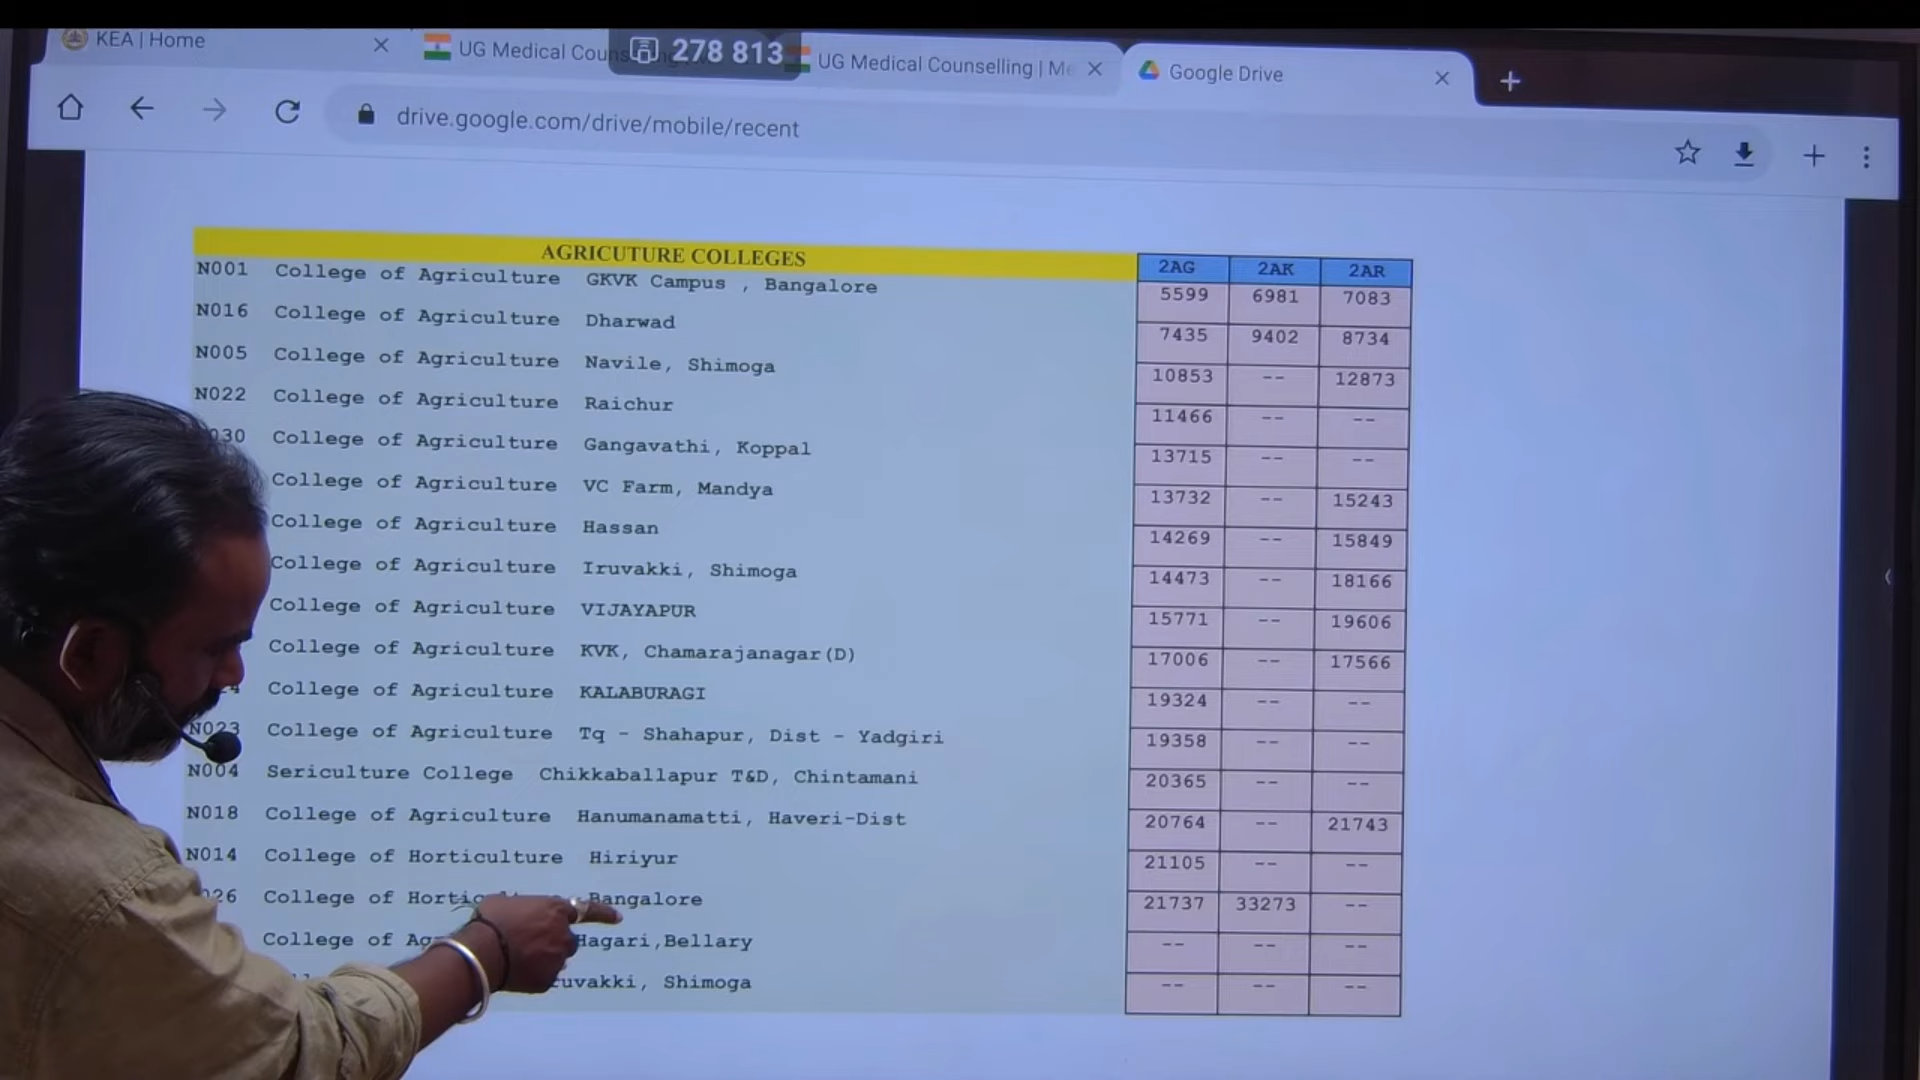 KEA | Home
UG Medical Coun
278 813
UG Medical Counselling | Me
Google Drive
drive.google.com/drive/mobile/recent
AGRICUTURE COLLEGES 2AG 2AK 2AR
N001 College of Agriculture GKVK Campus , Bangalore 5599 6981 7083
N016 College of Agriculture Dharwad 7435 9402 8734
N005 College of Agriculture Navile, Shimoga 10853 -- 12873
N022 College of Agriculture Raichur 11466 -- --
030 College of Agriculture Gangavathi, Koppal 13715 -- --
College of Agriculture VC Farm, Mandya 13732 -- 15243
College of Agriculture Hassan 14269 -- 15849
College of Agriculture Iruvakki, Shimoga 14473 -- 18166
College of Agriculture VIJAYAPUR 15771 -- 19606
College of Agriculture KVK, Chamarajanagar(D) 17006 -- 17566
College of Agriculture KALABURAGI 19324 -- --
N023 College of Agriculture Tq - Shahapur, Dist - Yadgiri 19358 -- --
N004 Sericulture College Chikkaballapur T&D, Chintamani 20365 -- --
N018 College of Agriculture Hanumanamatti, Haveri-Dist 20764 -- 21743
N014 College of Horticulture Hiriyur 21105 -- --
026 College of Bangalore 21737 33273 --
College of Hagari,Bellary -- -- --
Shimoga -- -- --